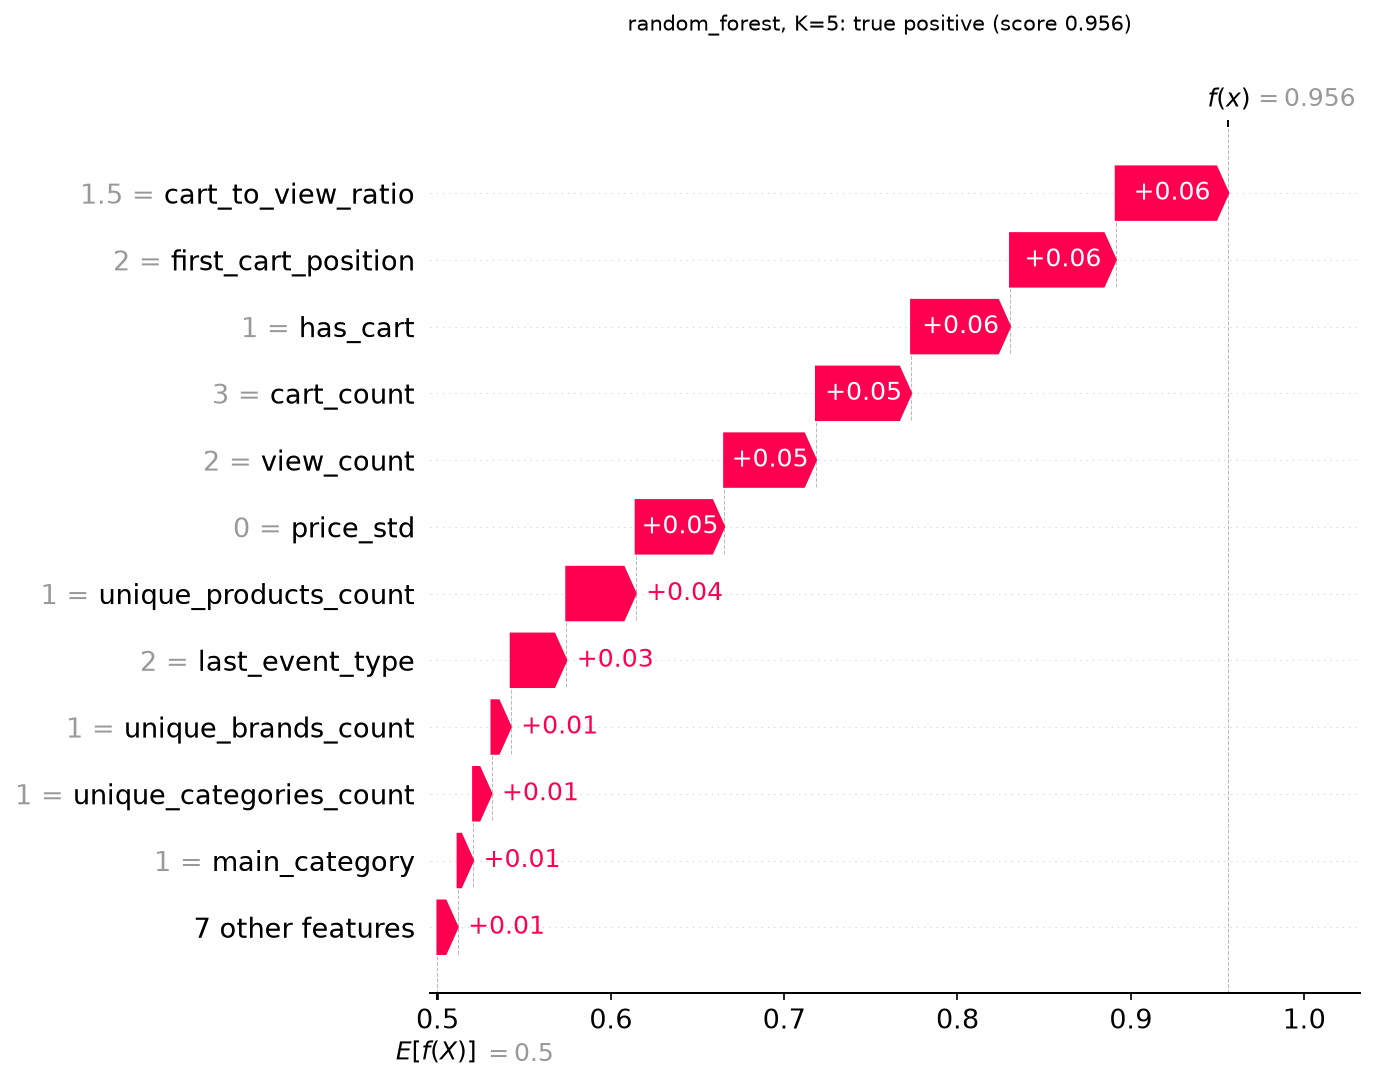 random_forest, K=5: true positive (score 0.956)
f(x) = 0.956
1.5 = cart_to_view_ratio +0.06
2 = first_cart_position +0.06
1 = has_cart +0.06
3 = cart_count +0.05
2 = view_count +0.05
0 = price_std +0.05
1 = unique_products_count +0.04
2 = last_event_type +0.03
1 = unique_brands_count +0.01
1 = unique_categories_count +0.01
1 = main_category +0.01
7 other features +0.01
0.5 0.6 0.7 0.8 0.9 1.0
E[f(X)] = 0.5